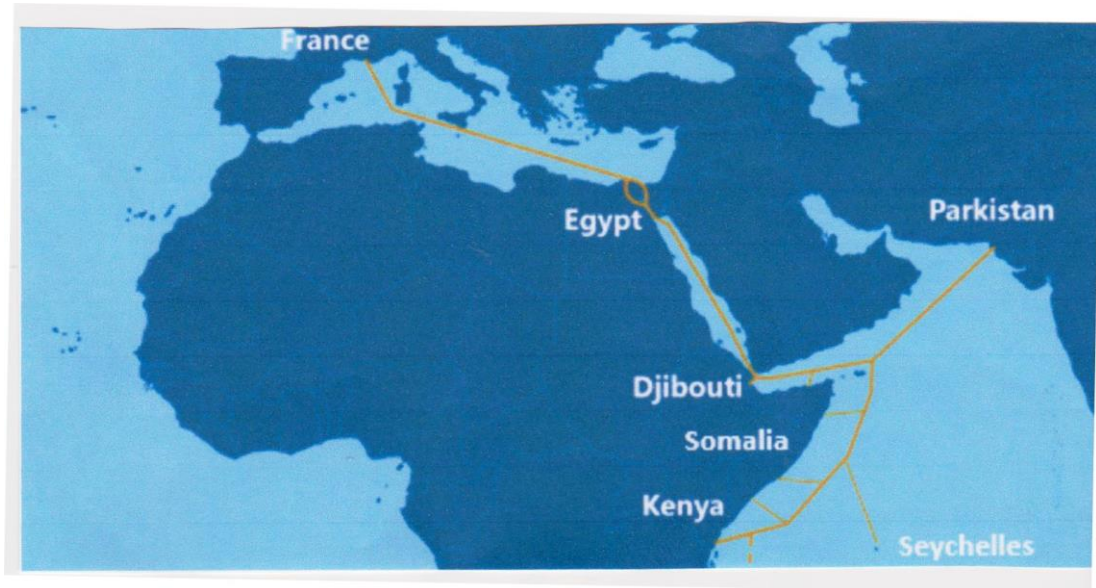 France
Egypt
Parkistan
Djibouti
Somalia
Kenya
Seychelles